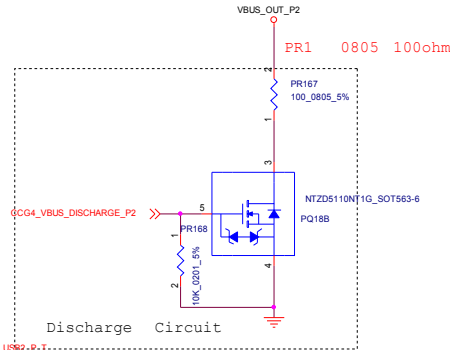 VBUS_OUT_P2
PR1 0805 100ohm
2
PR167
100_0805_5%
1
3
NTZD5110NT1G_SOT563-6
CCG4_VBUS_DISCHARGE_P2
5
PQ18B
PR168
1
10K_0201_5%
2
4
Discharge Circuit